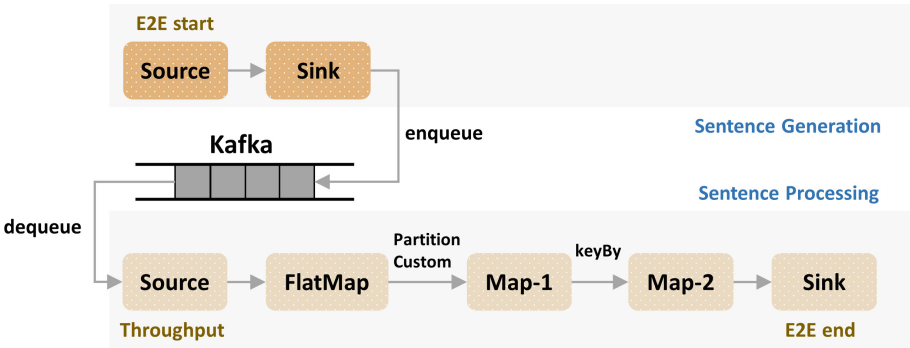 E2E start
Source
Sink
enqueue
Sentence Generation
Kafka
Sentence Processing
dequeue
Partition
Custom
keyBy
Source
FlatMap
Map-1
Map-2
Sink
Throughput
E2E end